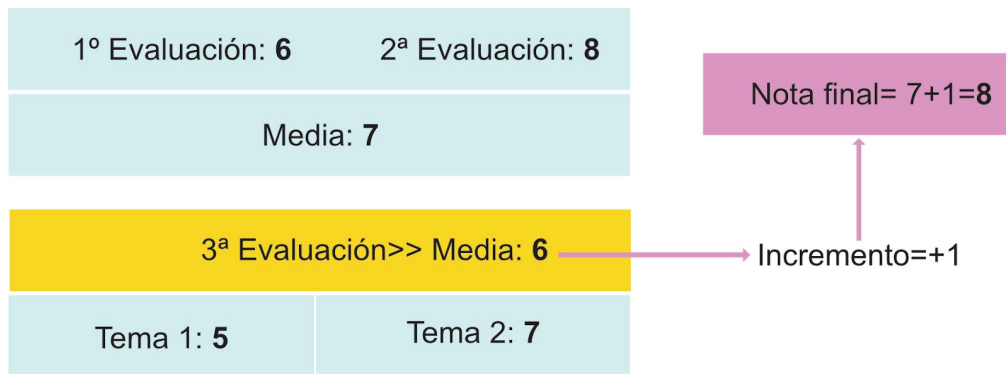 1º Evaluación: 6 2ª Evaluación: 8
Media: 7
Nota final= 7+1=8
3ª Evaluación>> Media: 6
Incremento=+1
Tema 1: 5 Tema 2: 7